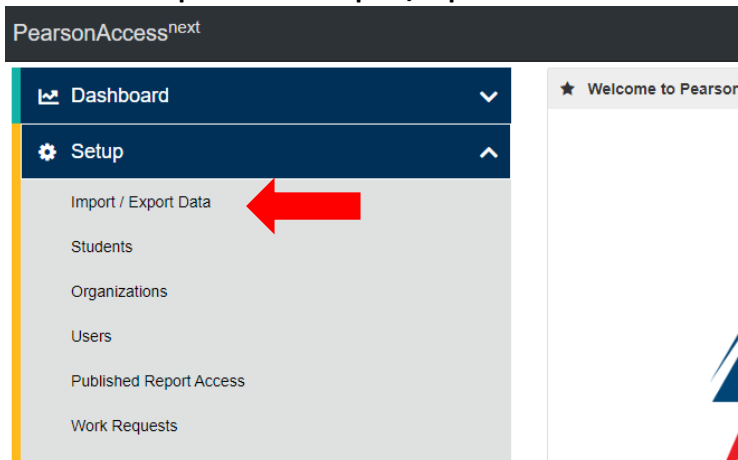 PearsonAccessnext
Dashboard
★ Welcome to Pearson
Setup
Import / Export Data
Students
Organizations
Users
Published Report Access
Work Requests